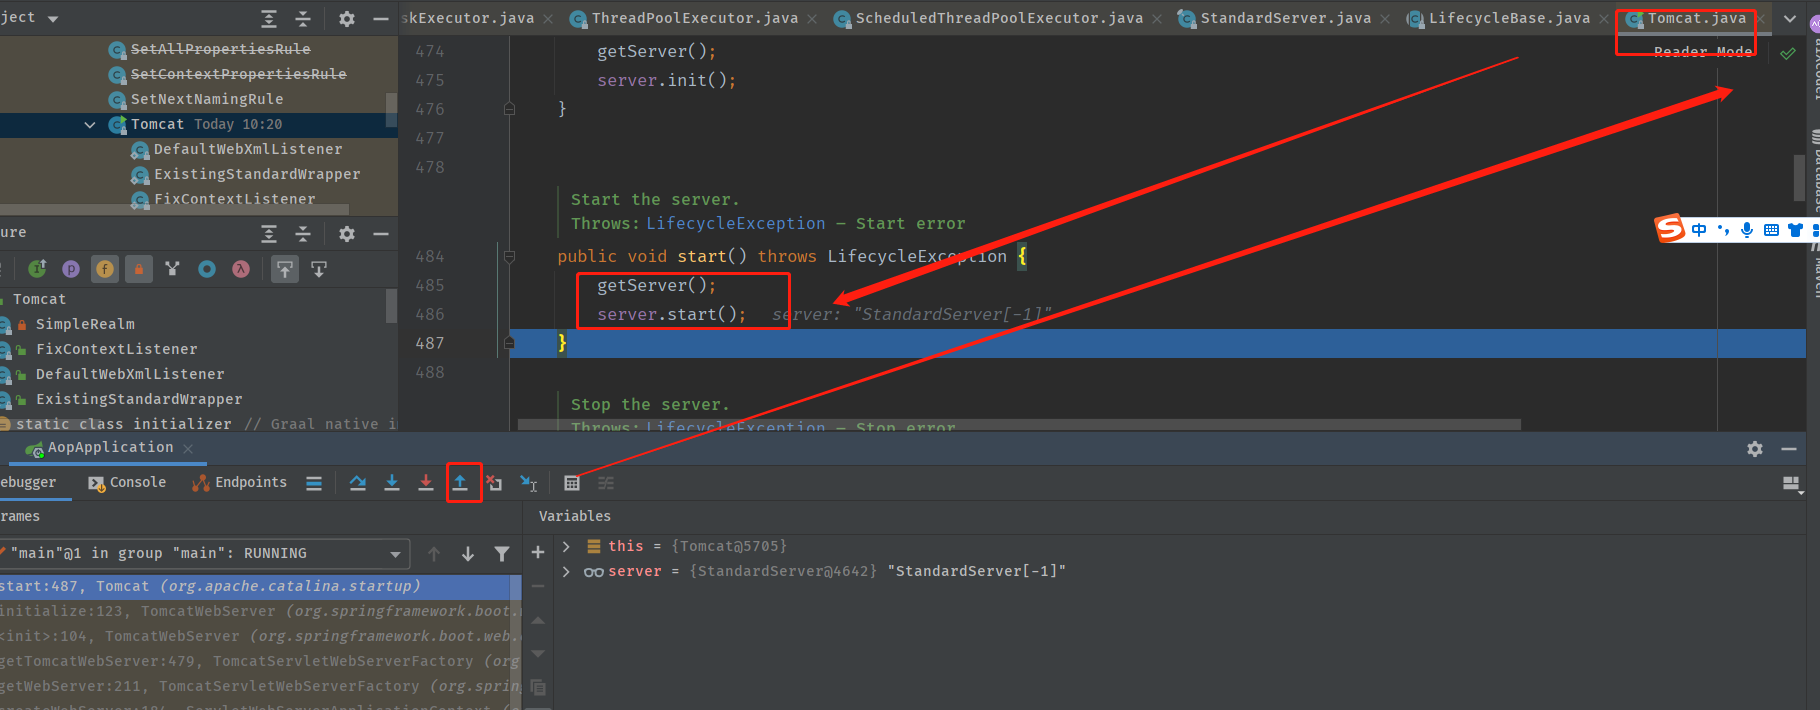 ject
skExecutor.java
ThreadPoolExecutor.java
ScheduledThreadPoolExecutor.java
StandardServer.java
LifecycleBase.java
Tomcat.java
SetAllPropertiesRule
SetContextPropertiesRule
SetNextNamingRule
Tomcat Today 10:20
DefaultWebXmlListener
ExistingStandardWrapper
FixContextListener
Reader Mode
474 getServer();
475 server.init();
476 }
477
478
Start the server.
Throws: LifecycleException – Start error
484 public void start() throws LifecycleException {
485 getServer();
486 server.start(); server: "StandardServer[-1]"
487 }
488
Stop the server.
Throws: LifecycleException – Stop error
中
ure
Tomcat
SimpleRealm
FixContextListener
DefaultWebXmlListener
ExistingStandardWrapper
static class initializer // Graal native i
AopApplication
ebugger
Console
Endpoints
rames
Variables
"main"@1 in group "main": RUNNING
start:487, Tomcat (org.apache.catalina.startup)
initialize:123, TomcatWebServer (org.springframework.boot.
<init>:104, TomcatWebServer (org.springframework.boot.web.
getTomcatWebServer:479, TomcatServletWebServerFactory (org
getWebServer:211, TomcatServletWebServerFactory (org.sprin
this = {Tomcat@5705}
server = {StandardServer@4642} "StandardServer[-1]"